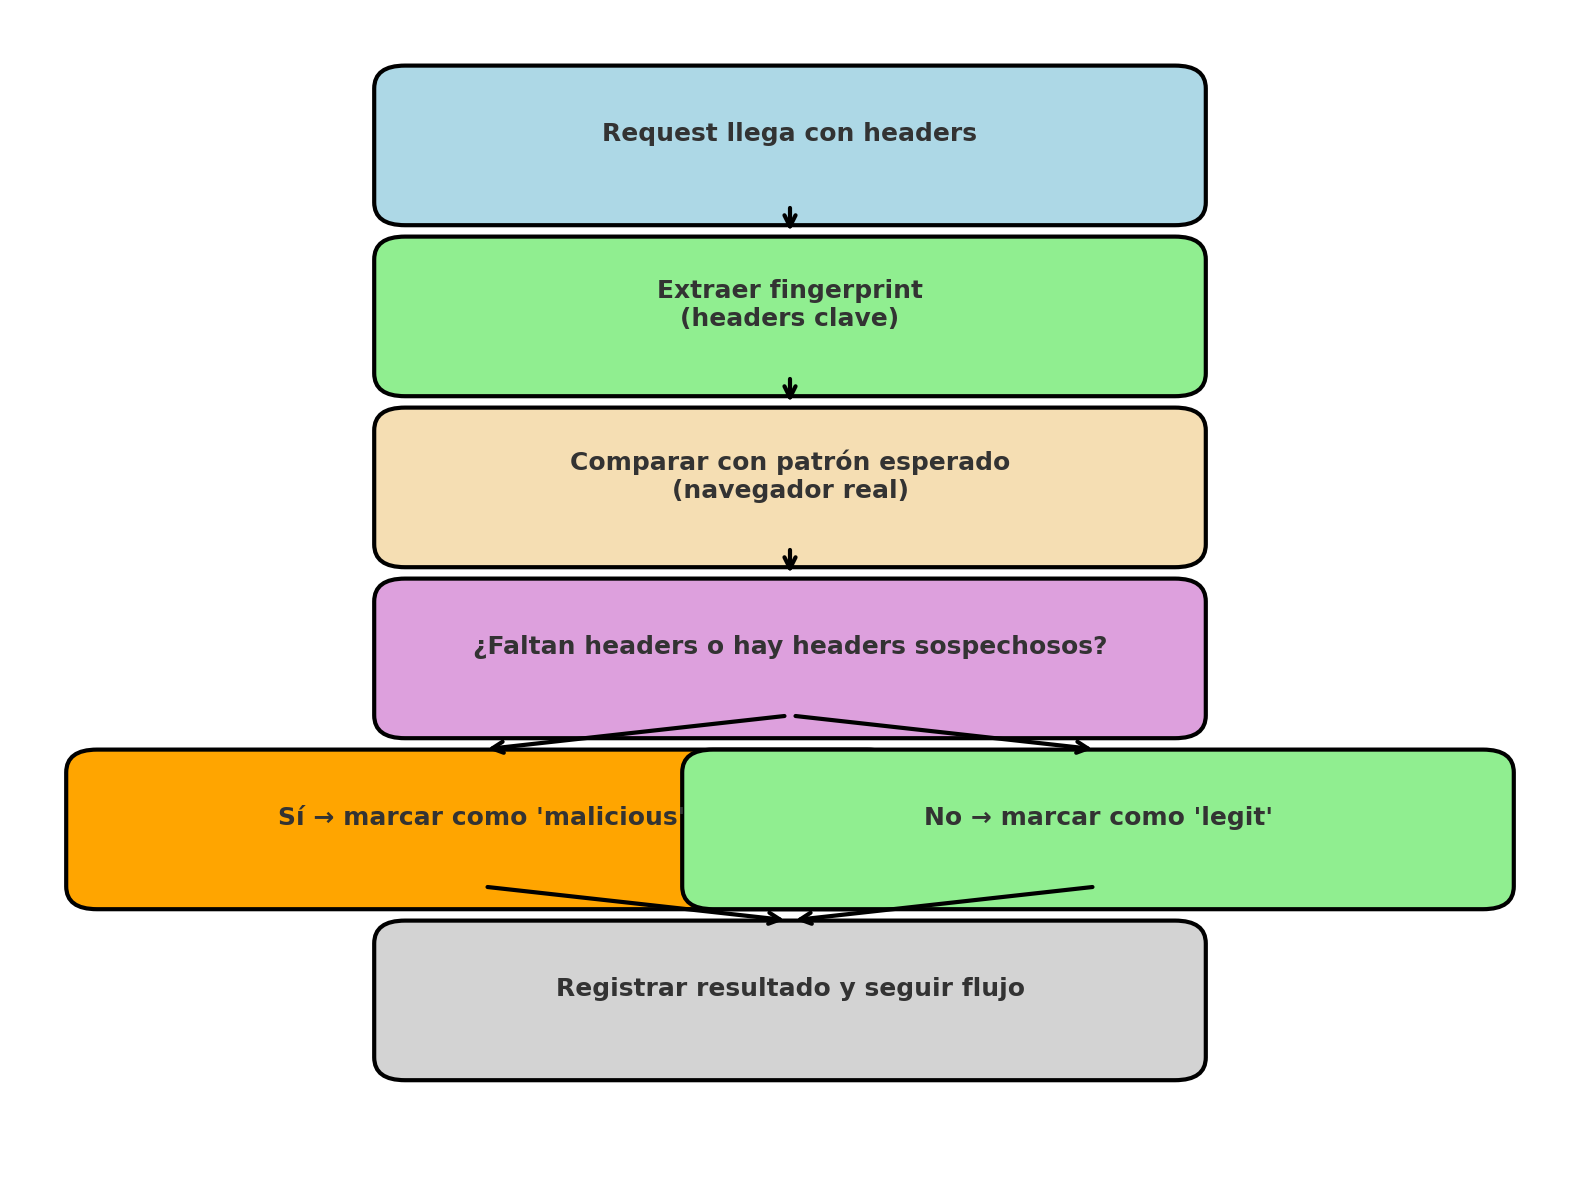 Request llega con headers
Extraer fingerprint
(headers clave)
Comparar con patrón esperado
(navegador real)
¿Faltan headers o hay headers sospechosos?
Sí → marcar como 'malicious'
No → marcar como 'legit'
Registrar resultado y seguir flujo